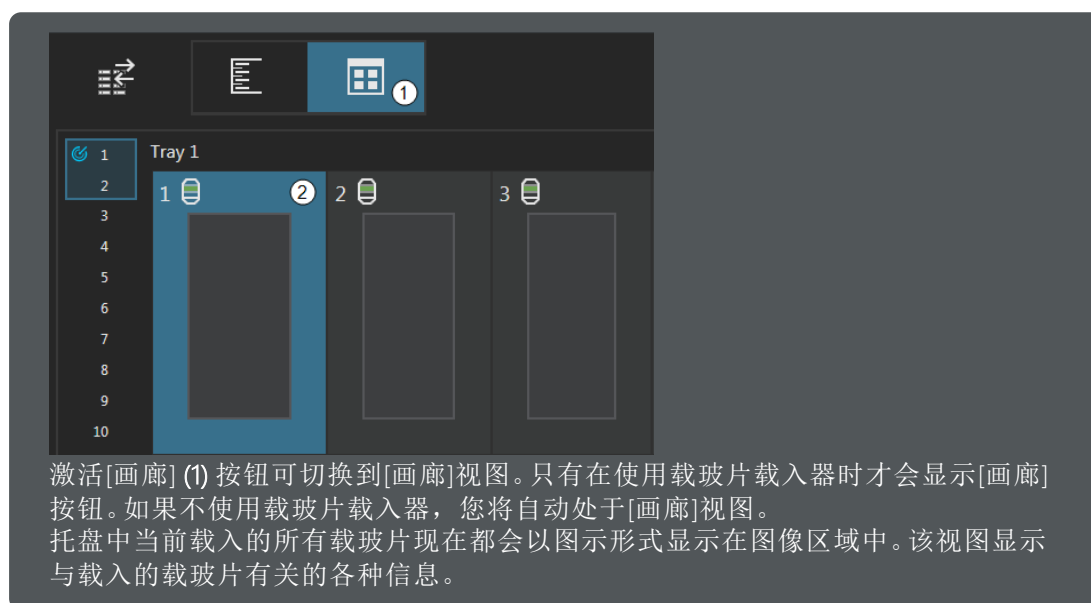 ①
1 Tray 1
2 1 ② 2 3
3
4
5
6
7
8
9
10
激活[画廊] (1) 按钮可切换到[画廊]视图。只有在使用载玻片载入器时才会显示[画廊]
按钮。如果不使用载玻片载入器，您将自动处于[画廊]视图。
托盘中当前载入的所有载玻片现在都会以图示形式显示在图像区域中。该视图显示
与载入的载玻片有关的各种信息。